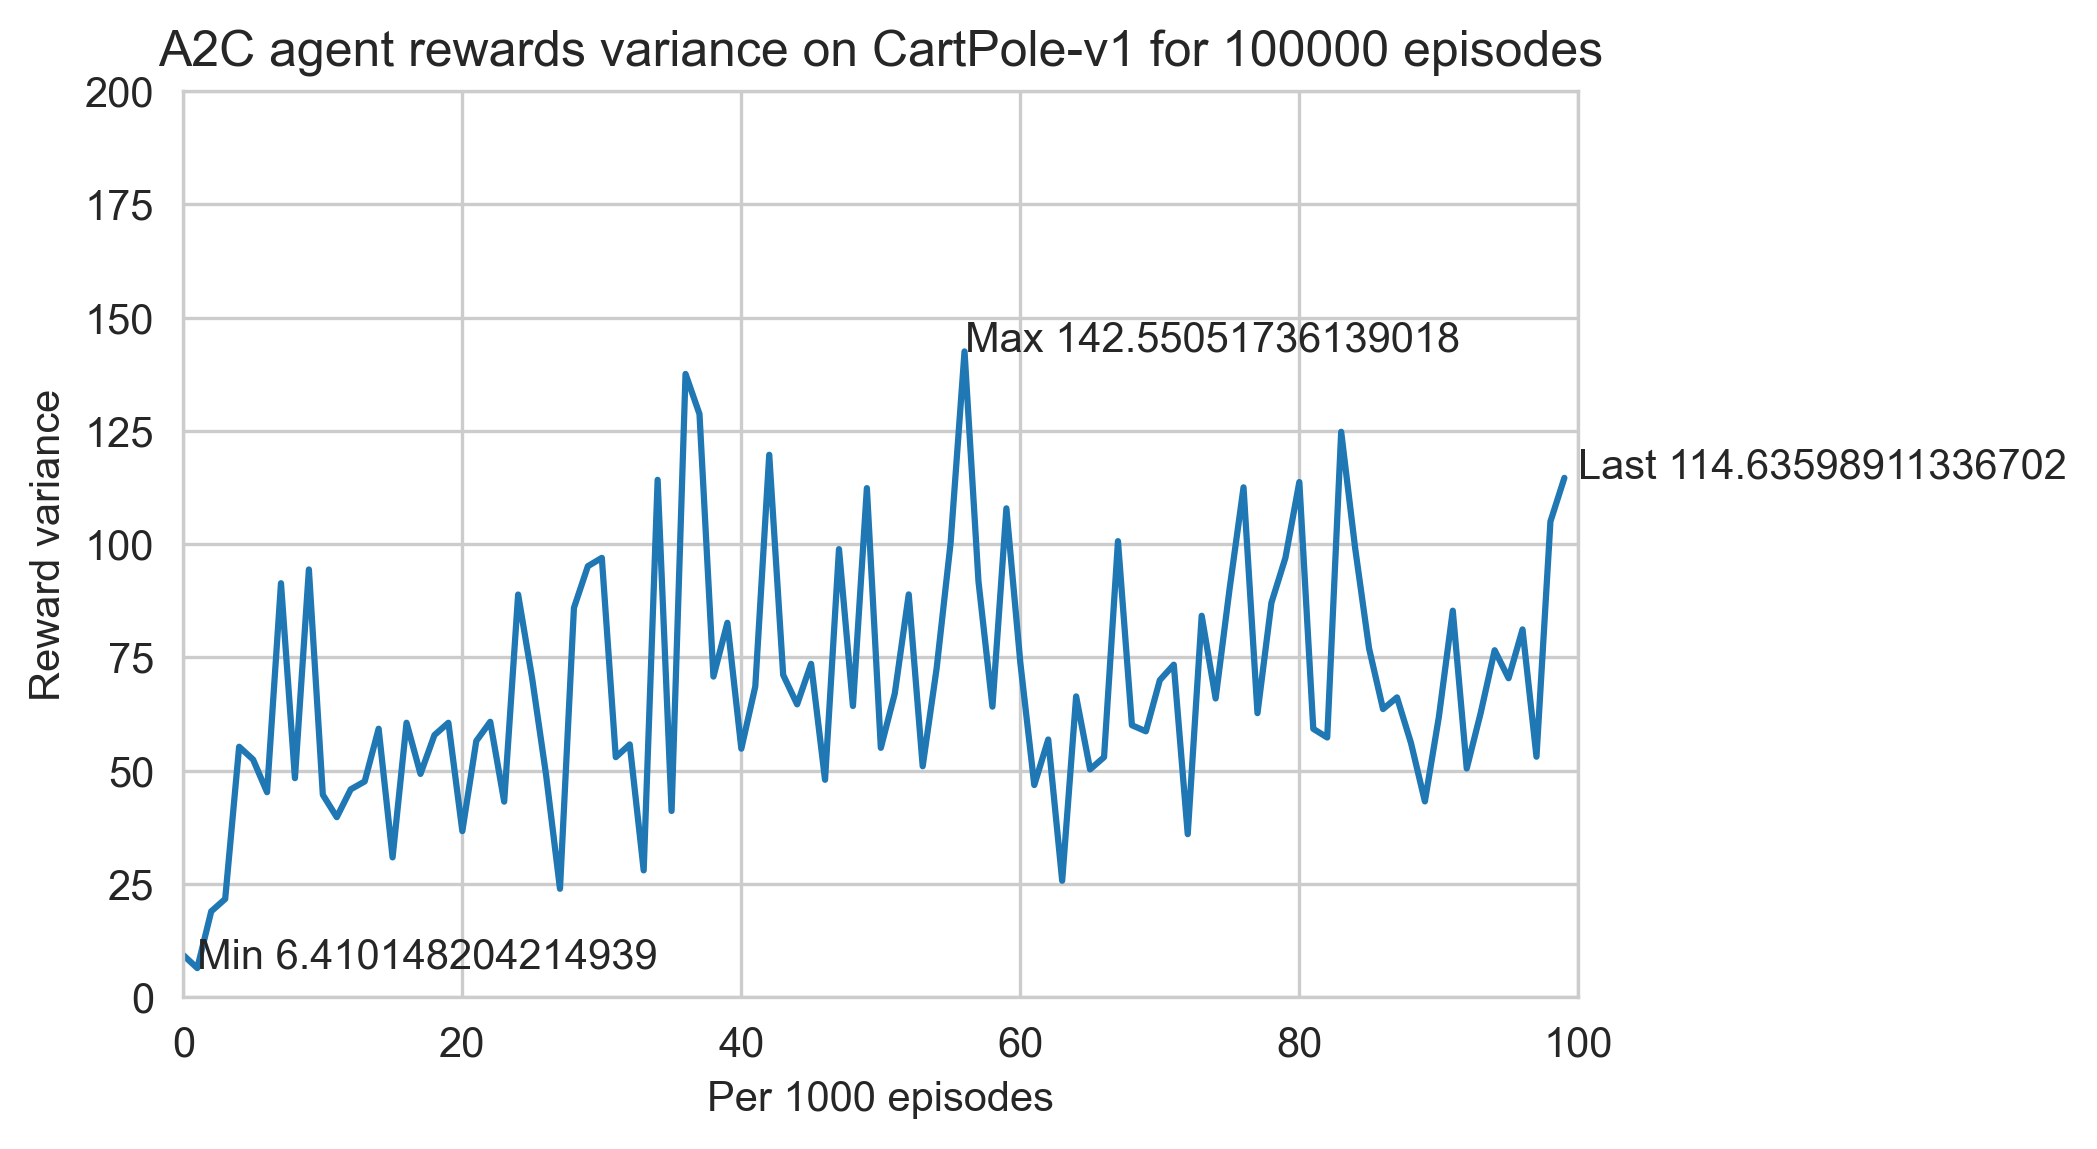 A2C agent rewards variance on CartPole-v1 for 100000 episodes
200
175
150
Max 142.55051736139018
125
Last 114.63598911336702
100
75
50
25
Min 6.410148204214939
0
Reward variance
0 20 40 60 80 100
Per 1000 episodes